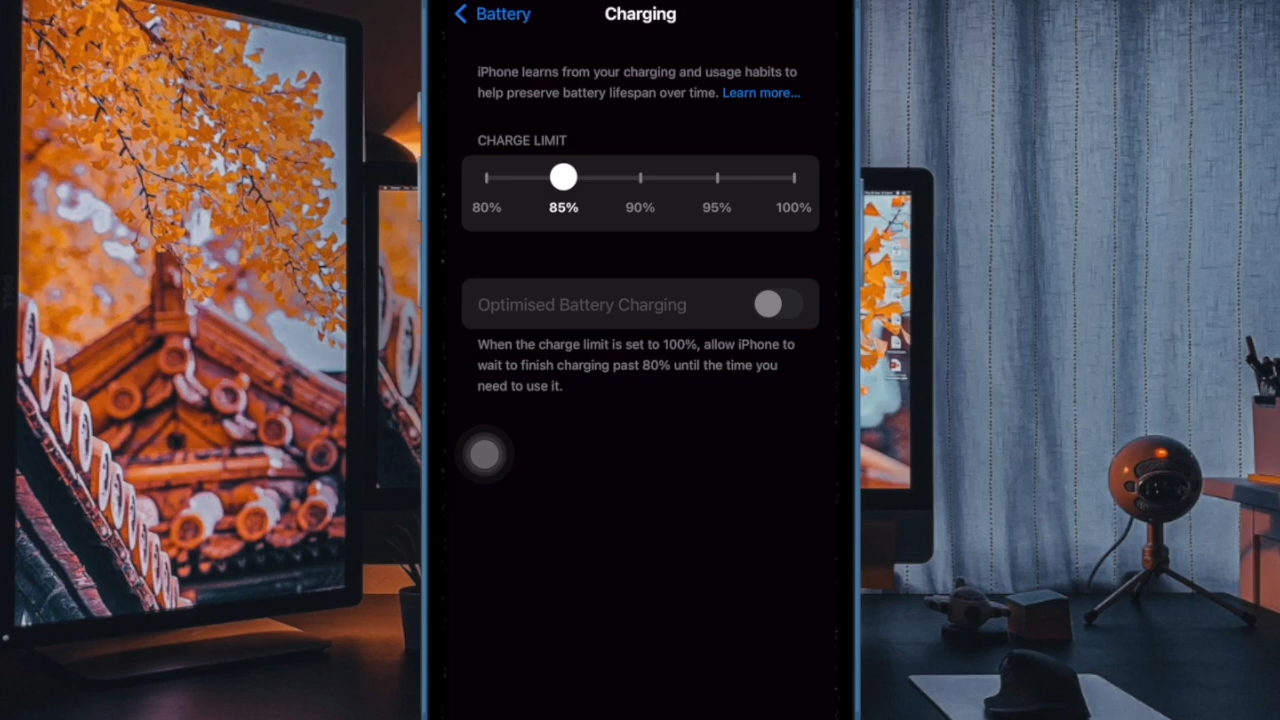 Battery
Charging
iPhone learns from your charging and usage habits to
help preserve battery lifespan over time. Learn more...
CHARGE LIMIT
80% 85% 90% 95% 100%
Optimised Battery Charging
When the charge limit is set to 100%, allow iPhone to
wait to finish charging past 80% until the time you
need to use it.